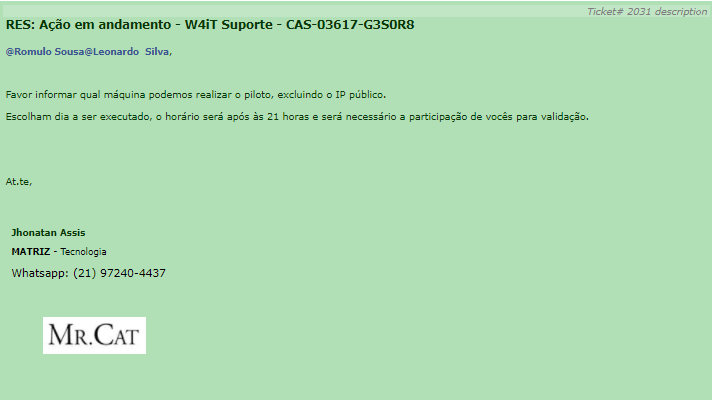 Ticket# 2031 description
RES: Ação em andamento - W4iT Suporte - CAS-03617-G3S0R8
@Romulo Sousa@Leonardo Silva,
Favor informar qual máquina podemos realizar o piloto, excluindo o IP público.
Escolham dia a ser executado, o horário será após às 21 horas e será necessário a participação de vocês para validação.
At.te,
Jhonatan Assis
MATRIZ - Tecnologia
Whatsapp: (21) 97240-4437
MR.CAT